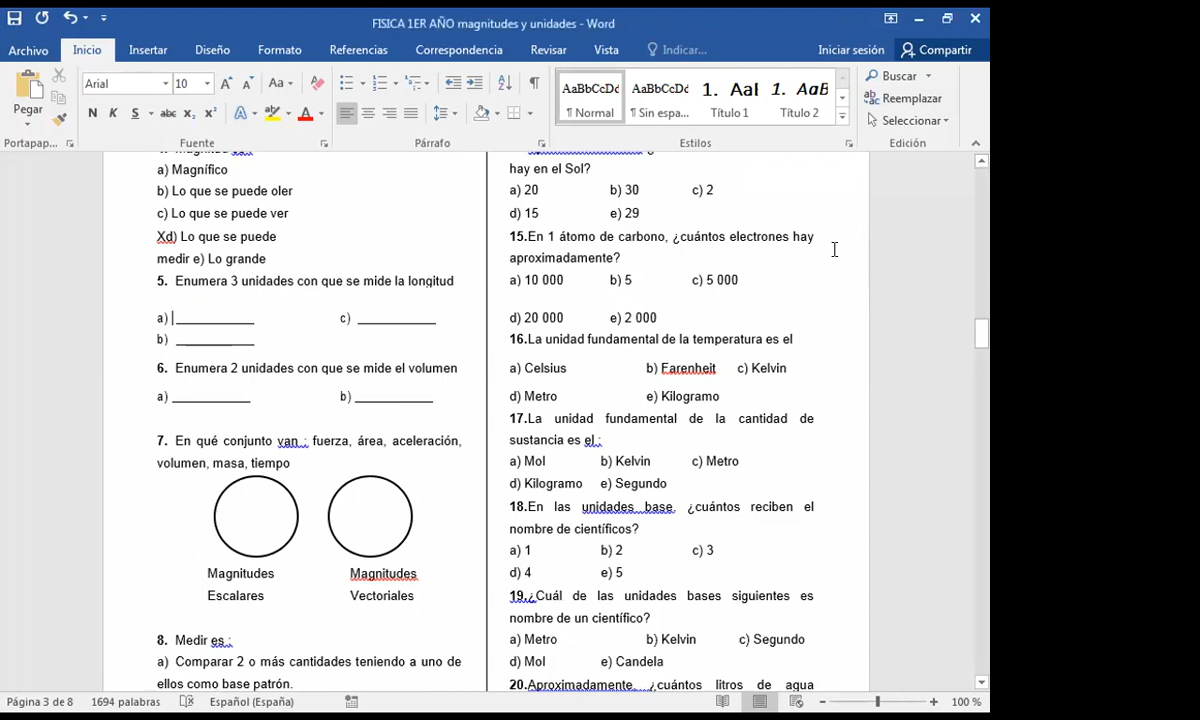 FISICA 1ER AÑO magnitudes y unidades - Word
Archivo Inicio Insertar Diseño Formato Referencias Correspondencia Revisar Vista Indicar... Iniciar sesión Compartir
Pegar
Arial 10
Aa
N K S abc x₂ x²
A A
AaBbCcDd AaBbCcDd 1. Aal 1. AaB
¶ Normal ¶ Sin espa... Título 1 Título 2
Buscar
Reemplazar
Seleccionar
Portapap... Fuente Párrafo Estilos Edición
a) Magnífico
b) Lo que se puede oler
c) Lo que se puede ver
Xd) Lo que se puede
medir e) Lo grande
5. Enumera 3 unidades con que se mide la longitud
a) ____________ c) ____________
b) ____________
6. Enumera 2 unidades con que se mide el volumen
a) ____________ b) ____________
7. En qué conjunto van : fuerza, área, aceleración,
volumen, masa, tiempo
Magnitudes Magnitudes
Escalares Vectoriales
8. Medir es :
a) Comparar 2 o más cantidades teniendo a uno de
ellos como base patrón.
hay en el Sol?
a) 20 b) 30 c) 2
d) 15 e) 29
15.En 1 átomo de carbono, ¿cuántos electrones hay
aproximadamente?
a) 10 000 b) 5 c) 5 000
d) 20 000 e) 2 000
16.La unidad fundamental de la temperatura es el
a) Celsius b) Farenheit c) Kelvin
d) Metro e) Kilogramo
17.La unidad fundamental de la cantidad de
sustancia es el :
a) Mol b) Kelvin c) Metro
d) Kilogramo e) Segundo
18.En las unidades base, ¿cuántos reciben el
nombre de científicos?
a) 1 b) 2 c) 3
d) 4 e) 5
19.¿Cuál de las unidades bases siguientes es
nombre de un científico?
a) Metro b) Kelvin c) Segundo
d) Mol e) Candela
20.Aproximadamente, ¿cuántos litros de agua
Página 3 de 8 1694 palabras Español (España) 100 %